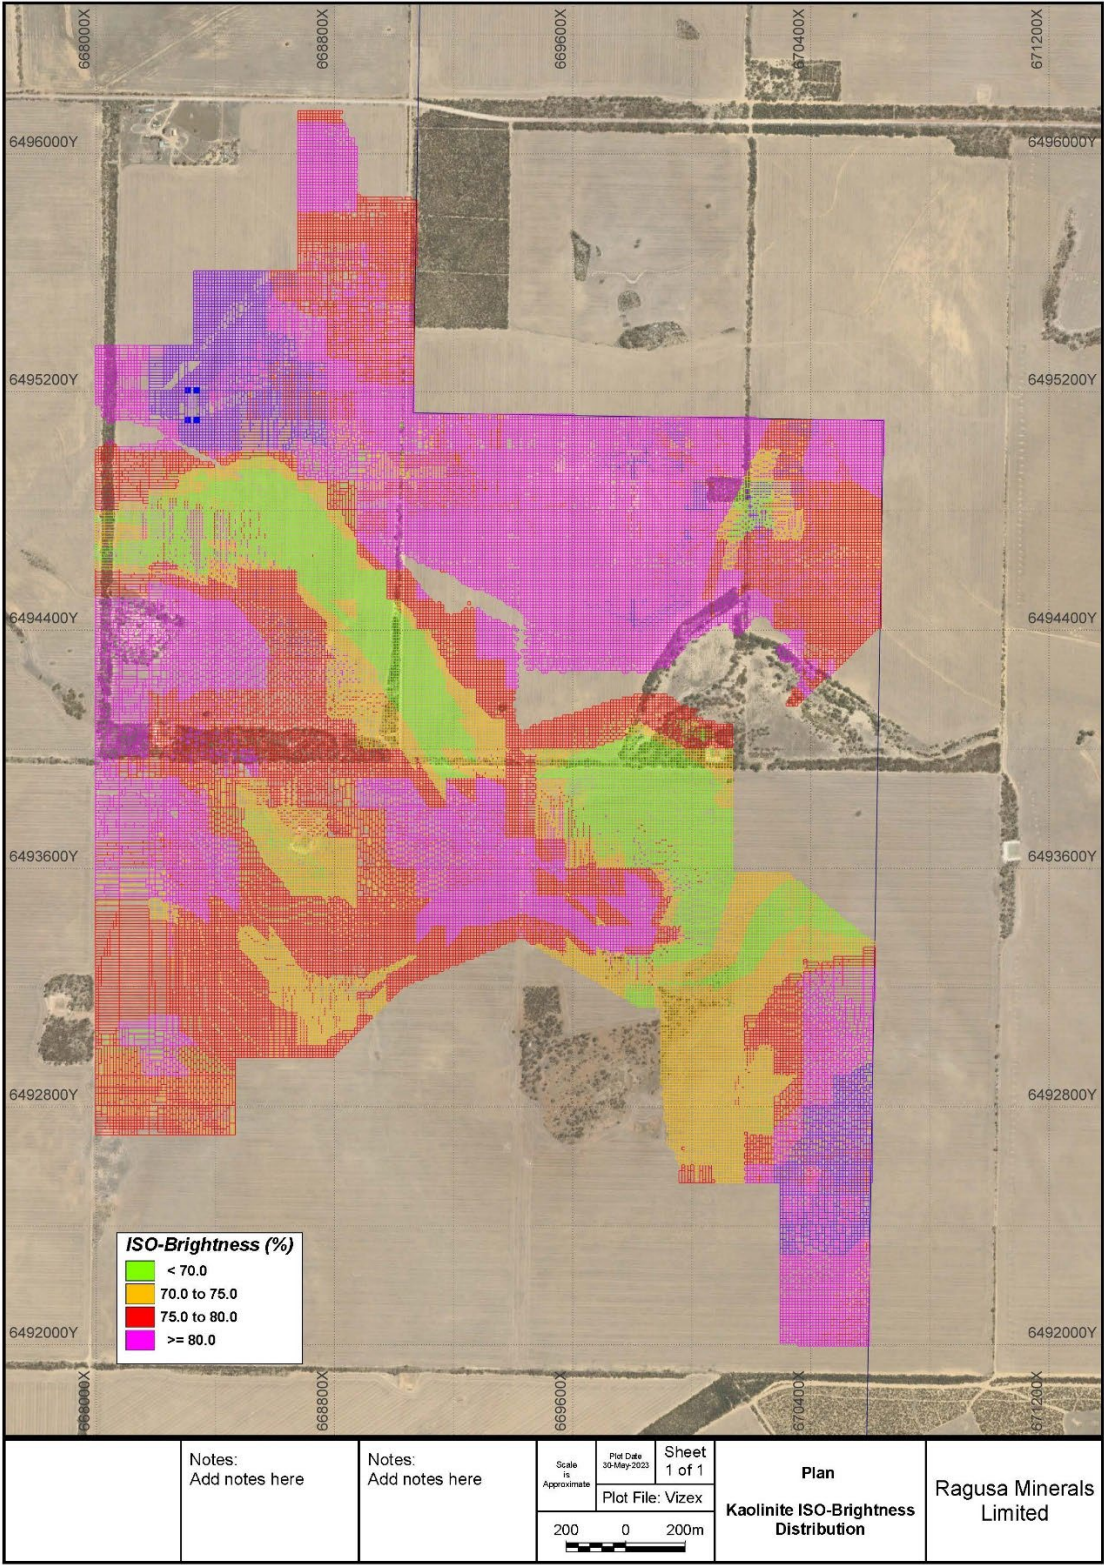 668000X
668800X
669600X
670400X
671200X
6496000Y
6496000Y
6495200Y
6495200Y
6494400Y
6494400Y
6493600Y
6493600Y
6492800Y
6492800Y
6492000Y
6492000Y
ISO-Brightness (%)
< 70.0
70.0 to 75.0
75.0 to 80.0
>= 80.0
668000X
668800X
669600X
670400X
671200X
Notes:
Add notes here
Notes:
Add notes here
Scale
is
Approximate
Plot Date
30-May-2023
Sheet
1 of 1
Plot File: Vizex
200 0 200m
Plan
Kaolinite ISO-Brightness
Distribution
Ragusa Minerals
Limited